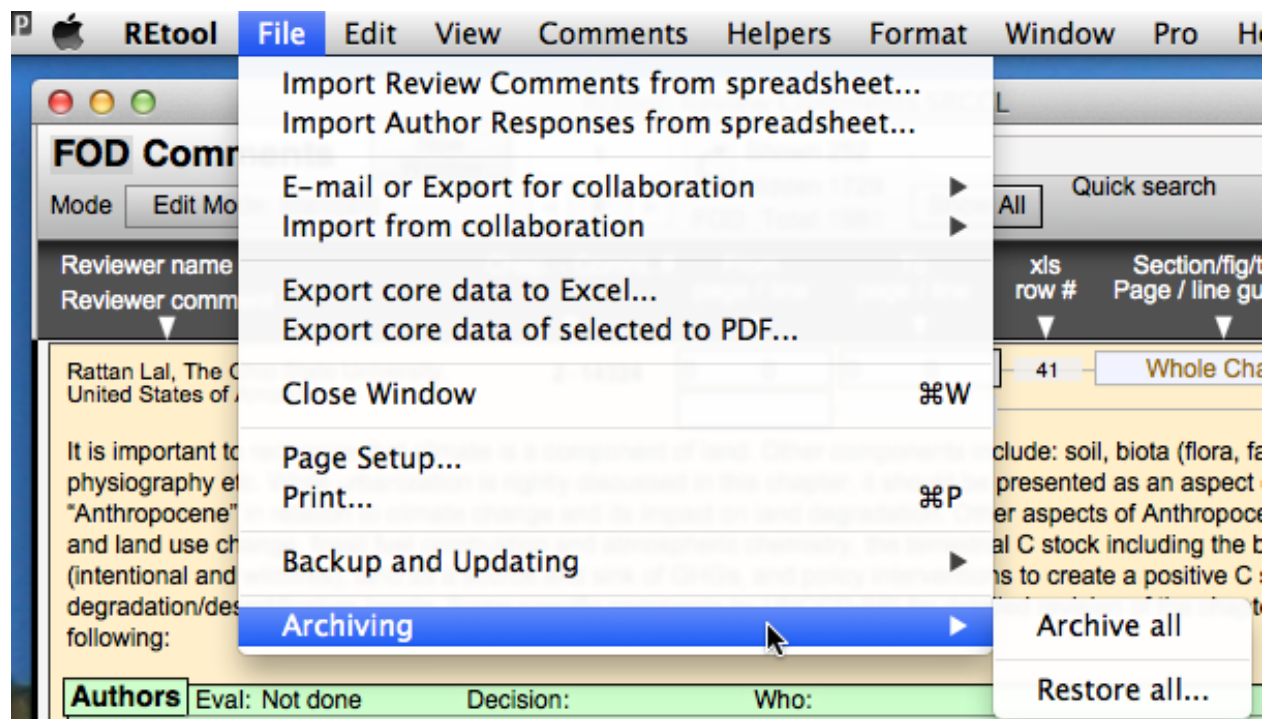 P REtool File Edit View Comments Helpers Format Window Pro
Import Review Comments from spreadsheet...
Import Author Responses from spreadsheet...
FOD Comm
E-mail or Export for collaboration
Import from collaboration
Mode Edit Mo All Quick search
Reviewer name
Reviewer comm
Export core data to Excel...
Export core data of selected to PDF...
xls
row #
Section/fig/t
Page / line gu
Rattan Lal, The
United States of
41 Whole Cha
Close Window ⌘W
Page Setup...
Print... ⌘P
Backup and Updating
Archiving
Archive all
Restore all...
It is important to clude: soil, biota (flora, fa
physiography e presented as an aspect
"Anthropocene" er aspects of Anthropoce
and land use ch al C stock including the b
(intentional and ns to create a positive C
degradation/des
following:
Authors Eval: Not done Decision: Who: